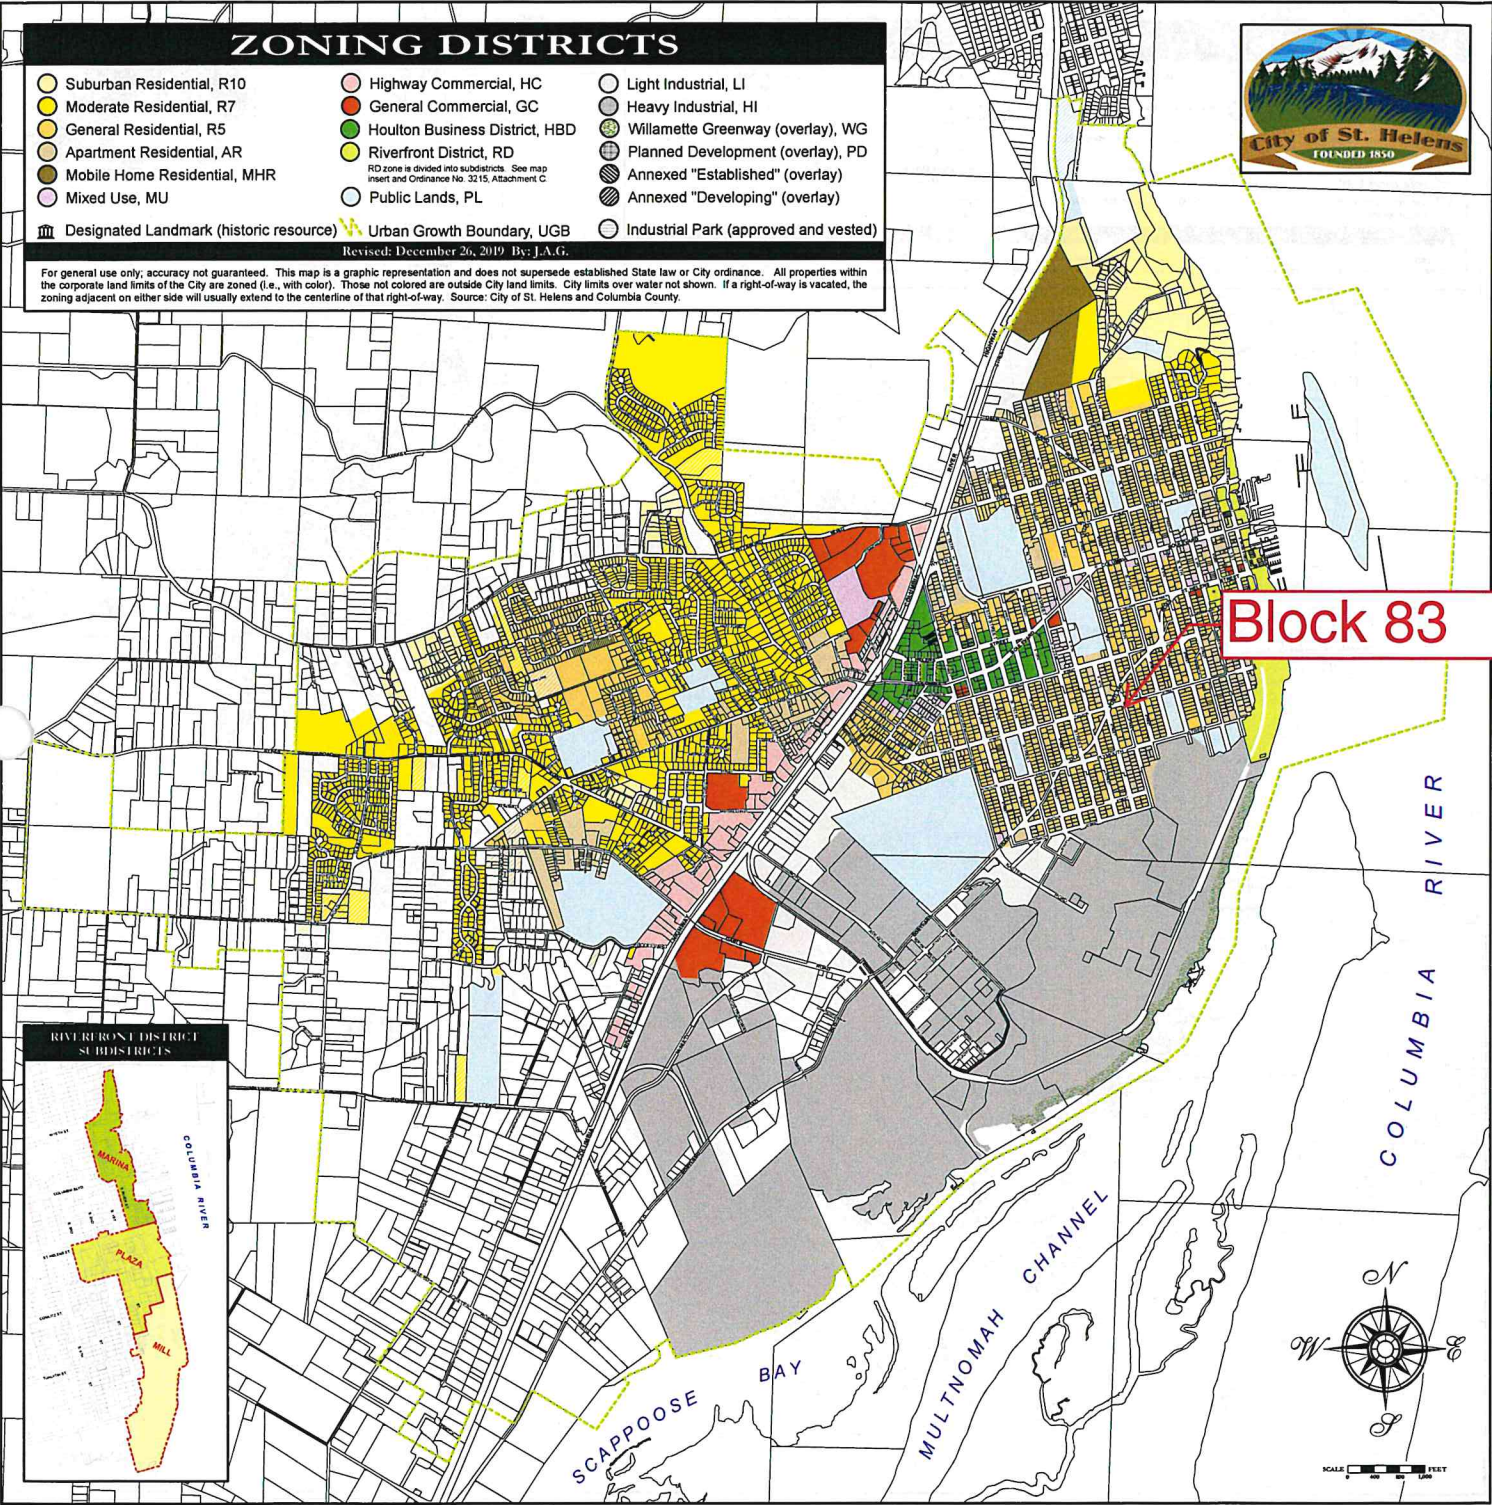 ZONING DISTRICTS
Suburban Residential, R10
Moderate Residential, R7
General Residential, R5
Apartment Residential, AR
Mobile Home Residential, MHR
Mixed Use, MU
Highway Commercial, HC
General Commercial, GC
Houlton Business District, HBD
Riverfront District, RD
RD zone is divided into subdistricts. See map
insert and Ordinance No. 3215, Attachment C
Public Lands, PL
Light Industrial, LI
Heavy Industrial, HI
Willamette Greenway (overlay), WG
Planned Development (overlay), PD
Annexed "Established" (overlay)
Annexed "Developing" (overlay)
Designated Landmark (historic resource)
Urban Growth Boundary, UGB
Industrial Park (approved and vested)
Revised: December 26, 2019 By: J.A.G.
For general use only; accuracy not guaranteed. This map is a graphic representation and does not supersede established State law or City ordinance. All properties within
the corporate land limits of the City are zoned (i.e., with color). Those not colored are outside City land limits. City limits over water not shown. If a right-of-way is vacated, the
zoning adjacent on either side will usually extend to the centerline of that right-of-way. Source: City of St. Helens and Columbia County.
City of St. Helens
FOUNDED 1850
Block 83
COLUMBIA RIVER
RIVERFRONT DISTRICT
SUBDISTRICTS
MARINA
PLAZA
MILL
COLUMBIA RIVER
SCAPPOOSE BAY
MULTNOMAH CHANNEL
N
W
E
S
SCALE
FEET